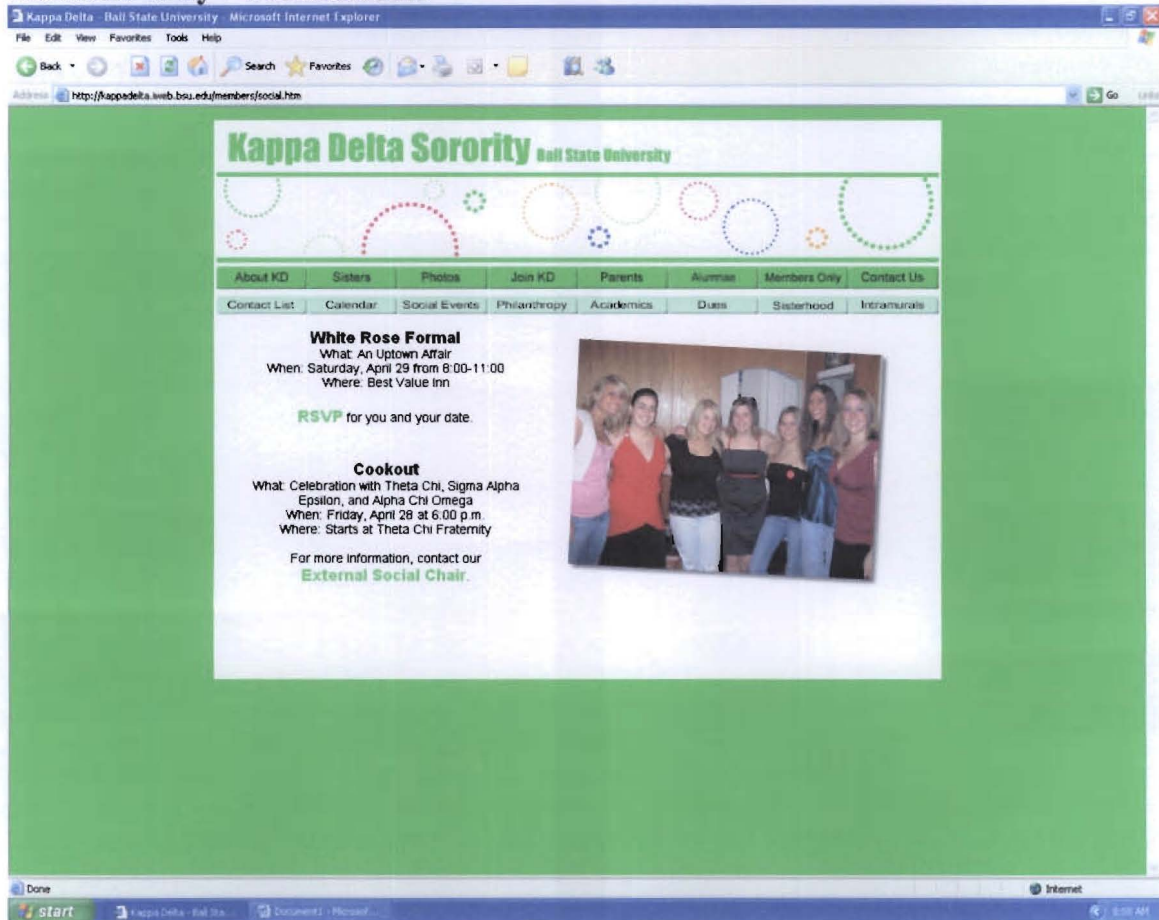 Kappa Delta - Ball State University - Microsoft Internet Explorer
File Edit View Favorites Tools Help
Back Search Favorites
Address http://kappadelta.iweb.bsu.edu/members/social.htm Go
Kappa Delta Sorority Ball State University
About KD Sisters Photos Join KD Parents Alumnae Members Only Contact Us
Contact List Calendar Social Events Philanthropy Academics Dues Sisterhood Intramurals
White Rose Formal
What: An Uptown Affair
When: Saturday, April 29 from 8:00-11:00
Where: Best Value Inn
RSVP for you and your date.
Cookout
What: Celebration with Theta Chi, Sigma Alpha
Epsilon, and Alpha Chi Omega
When: Friday, April 28 at 6:00 p.m.
Where: Starts at Theta Chi Fraternity
For more information, contact our
External Social Chair.
Done Internet
start Kappa Delta - Ball Sta... Document1 - Microsof...